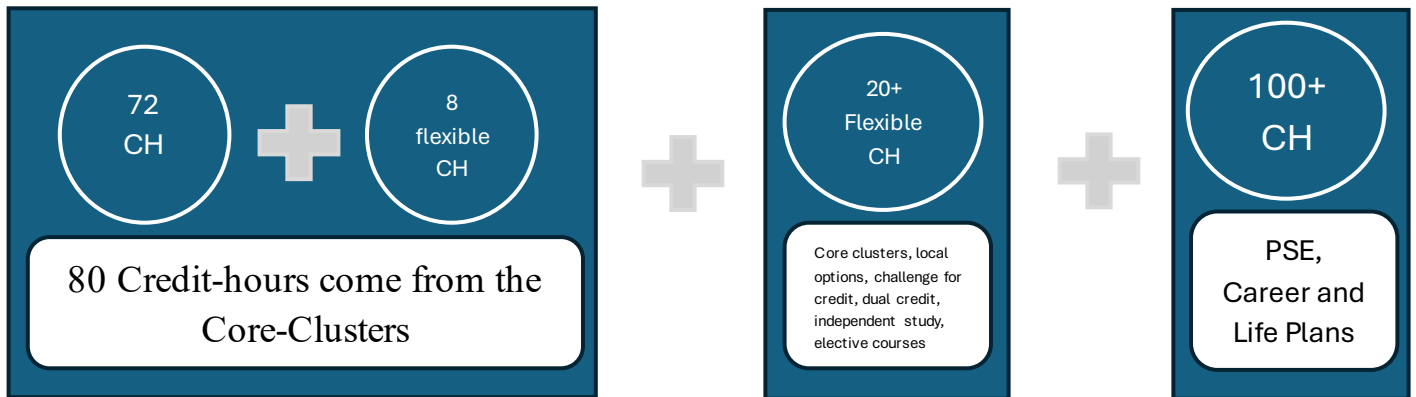 72
CH
8
flexible
CH
80 Credit-hours come from the
Core-Clusters
20+
Flexible
CH
Core clusters, local
options, challenge for
credit, dual credit,
independent study,
elective courses
100+
CH
PSE,
Career and
Life Plans